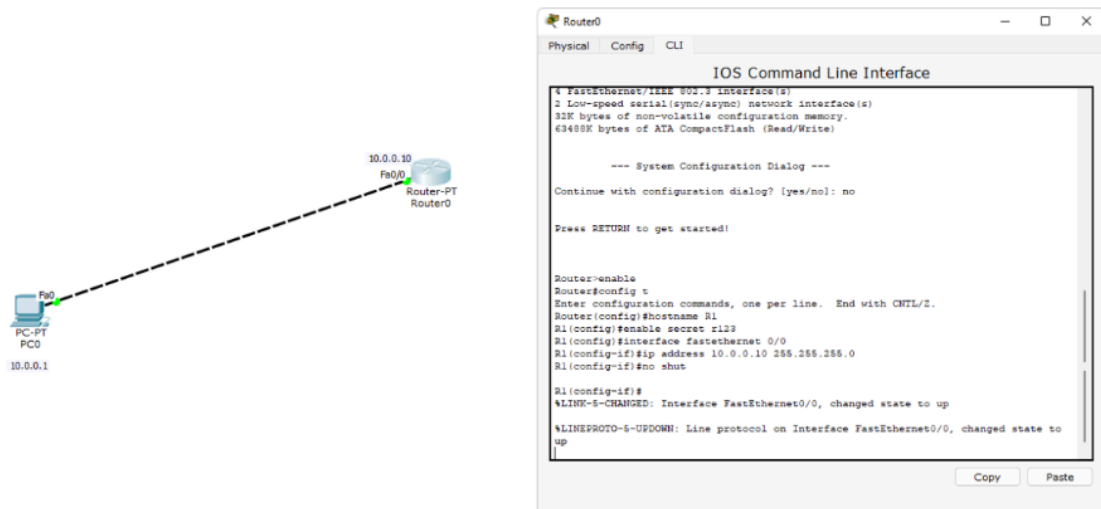 10.0.0.10
Fa0/0
Router-PT
Router0
Fa0
PC-PT
PC0
10.0.0.1
Router0
Physical Config CLI
IOS Command Line Interface
4 FastEthernet/IEEE 802.3 interface(s)
2 Low-speed serial(sync/async) network interface(s)
32K bytes of non-volatile configuration memory.
63488K bytes of ATA CompactFlash (Read/Write)
--- System Configuration Dialog ---
Continue with configuration dialog? [yes/no]: no
Press RETURN to get started!
Router>enable
Router#config t
Enter configuration commands, one per line. End with CNTL/Z.
Router(config)#hostname R1
R1(config)#enable secret r123
R1(config)#interface fastethernet 0/0
R1(config-if)#ip address 10.0.0.10 255.255.255.0
R1(config-if)#no shut
R1(config-if)#
%LINK-5-CHANGED: Interface FastEthernet0/0, changed state to up
%LINEPROTO-5-UPDOWN: Line protocol on Interface FastEthernet0/0, changed state to
up
Copy Paste